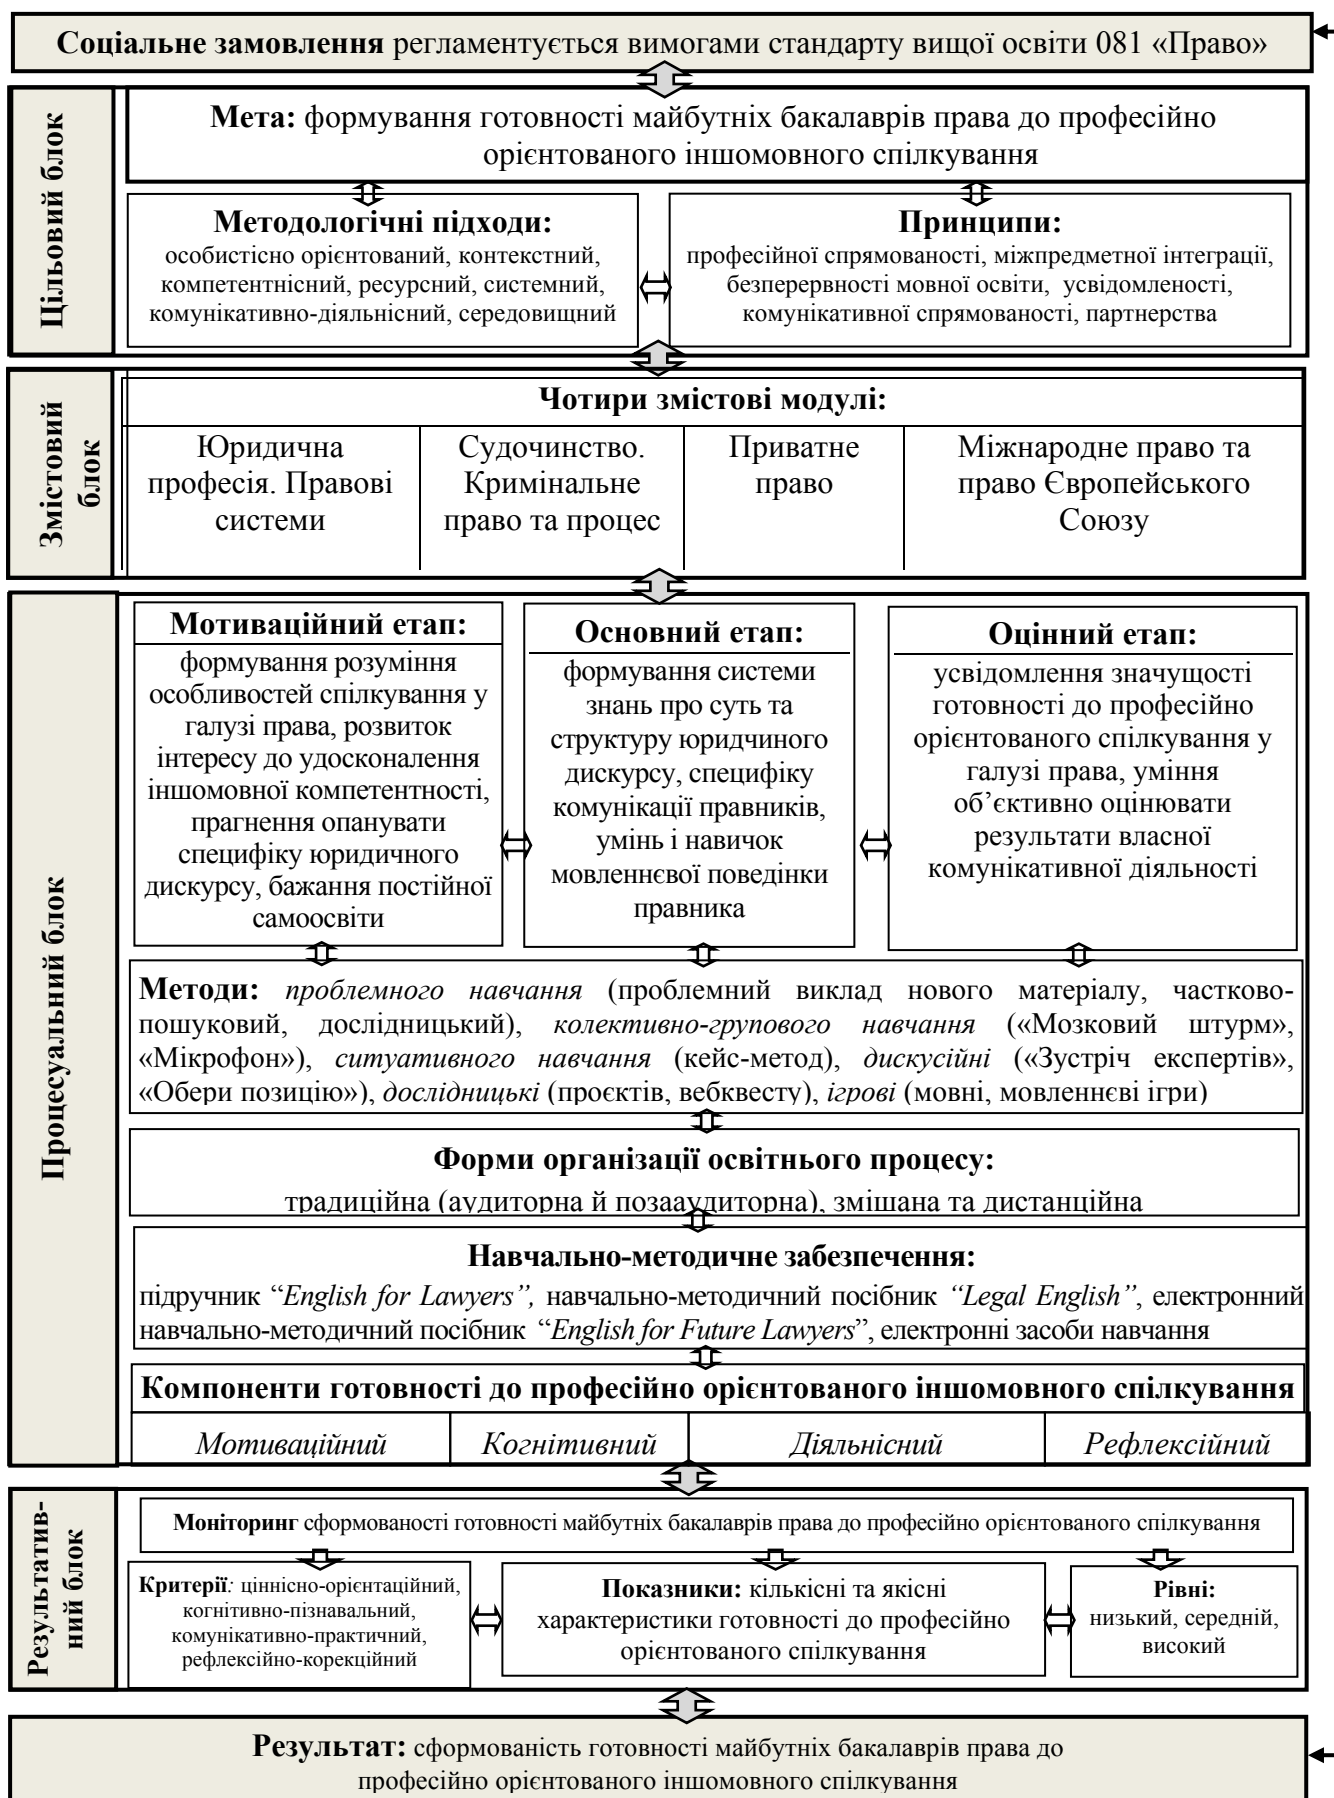 Соціальне замовлення регламентується вимогами стандарту вищої освіти 081 «Право»
Цільовий блок
Мета: формування готовності майбутніх бакалаврів права до професійно
орієнтованого іншомовного спілкування
Методологічні підходи:
особистісно орієнтований, контекстний,
компетентнісний, ресурсний, системний,
комунікативно-діяльнісний, середовищний
Принципи:
професійної спрямованості, міжпредметної інтеграції,
безперервності мовної освіти, усвідомленості,
комунікативної спрямованості, партнерства
Змістовий
блок
Чотири змістові модулі:
Юридична
професія. Правові
системи
Судочинство.
Кримінальне
право та процес
Приватне
право
Міжнародне право та
право Європейського
Союзу
Процесуальний блок
Мотиваційний етап:
формування розуміння
особливостей спілкування у
галузі права, розвиток
інтересу до удосконалення
іншомовної компетентності,
прагнення опанувати
специфіку юридичного
дискурсу, бажання постійної
самоосвіти
Основний етап:
формування системи
знань про суть та
структуру юридчиного
дискурсу, специфіку
комунікації правників,
умінь і навичок
мовленнєвої поведінки
правника
Оцінний етап:
усвідомлення значущості
готовності до професійно
орієнтованого спілкування у
галузі права, уміння
об’єктивно оцінювати
результати власної
комунікативної діяльності
Методи: проблемного навчання (проблемний виклад нового матеріалу, частково-
пошуковий, дослідницький), колективно-групового навчання («Мозковий штурм»,
«Мікрофон»), ситуативного навчання (кейс-метод), дискусійні («Зустріч експертів»,
«Обери позицію»), дослідницькі (проєктів, вебквесту), ігрові (мовні, мовленнєві ігри)
Форми організації освітнього процесу:
традиційна (аудиторна й позааудиторна), змішана та дистанційна
Навчально-методичне забезпечення:
підручник “English for Lawyers”, навчально-методичний посібник “Legal English”, електронний
навчально-методичний посібник “English for Future Lawyers”, електронні засоби навчання
Компоненти готовності до професійно орієнтованого іншомовного спілкування
Мотиваційний
Когнітивний
Діяльнісний
Рефлексійний
Результатив-
ний блок
Моніторинг сформованості готовності майбутніх бакалаврів права до професійно орієнтованого спілкування
Критерії: ціннісно-орієнтаційний,
когнітивно-пізнавальний,
комунікативно-практичний,
рефлексійно-корекційний
Показники: кількісні та якісні
характеристики готовності до професійно
орієнтованого спілкування
Рівні:
низький, середній,
високий
Результат: сформованість готовності майбутніх бакалаврів права до
професійно орієнтованого іншомовного спілкування